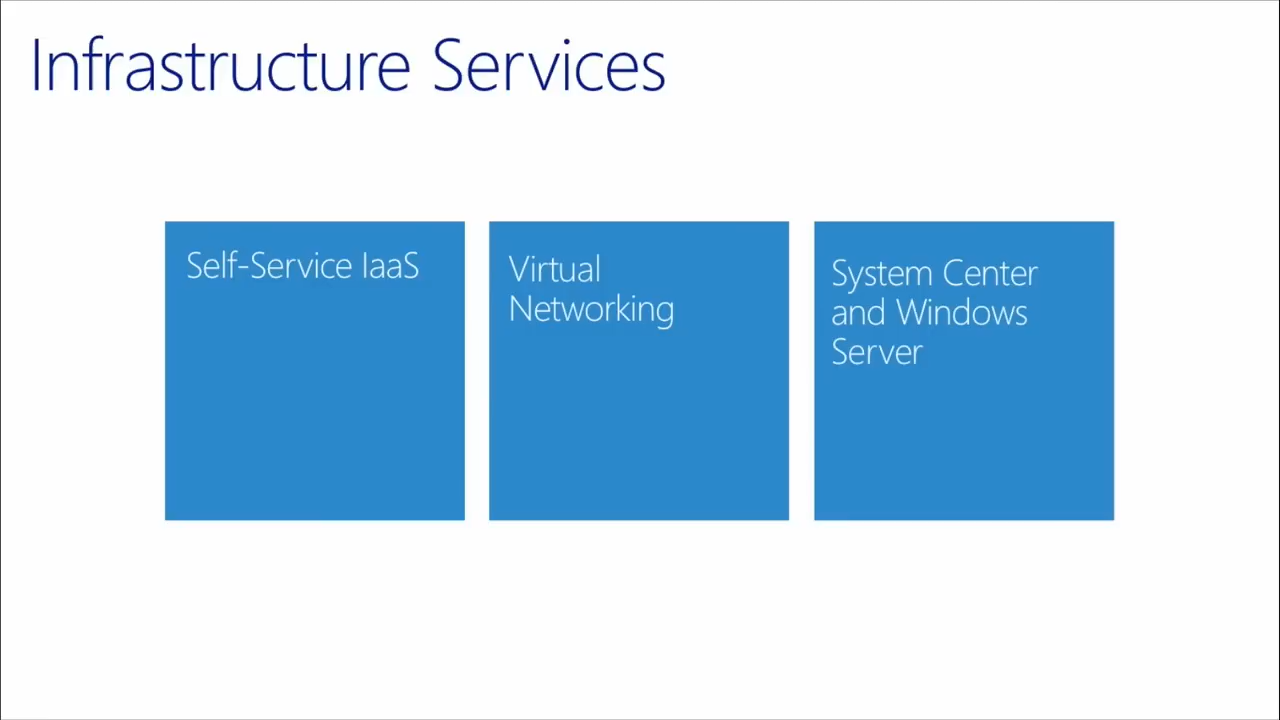 Infrastructure Services
Self-Service IaaS
Virtual
Networking
System Center
and Windows
Server